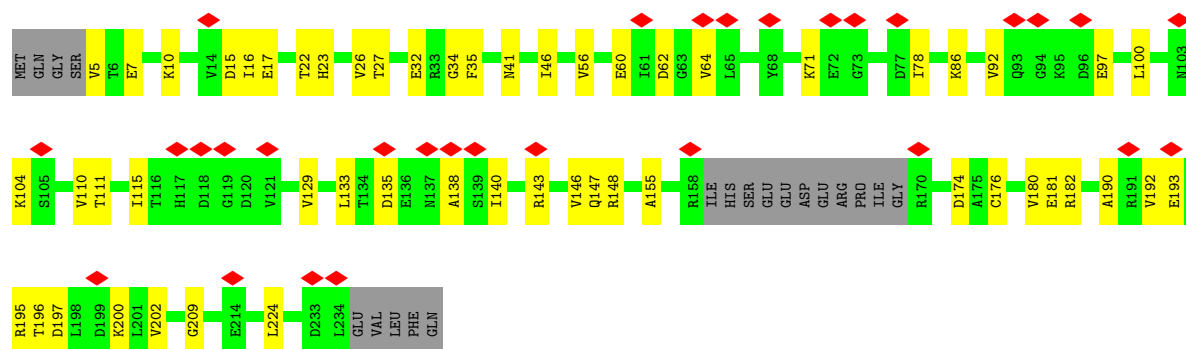 MET GLN GLY SER V5 T6 E7 K10 V14 D15 I16 E17 T22 H23 V26 T27 E32 R33 G34 F35 N41 I46 V56 E60 I61 D62 G63 V64 L65 Y68 K71 E72 G73 D77 I78 K86 V92 Q93 G94 K95 D96 E97 L100 N103
K104 S105 V110 T111 I115 T116 H117 D118 G119 D120 V121 V129 L133 T134 D135 E136 N137 A138 S139 I140 R143 V146 Q147 R148 A155 R158 ILE HIS SER GLU GLU ASP GLU ARG PRO ILE GLY R170 D174 A175 C176 V180 E181 R182 A190 R191 V192 E193
R195 T196 D197 L198 D199 K200 L201 V202 G209 E214 L224 D233 L234 GLU VAL LEU PHE GLN